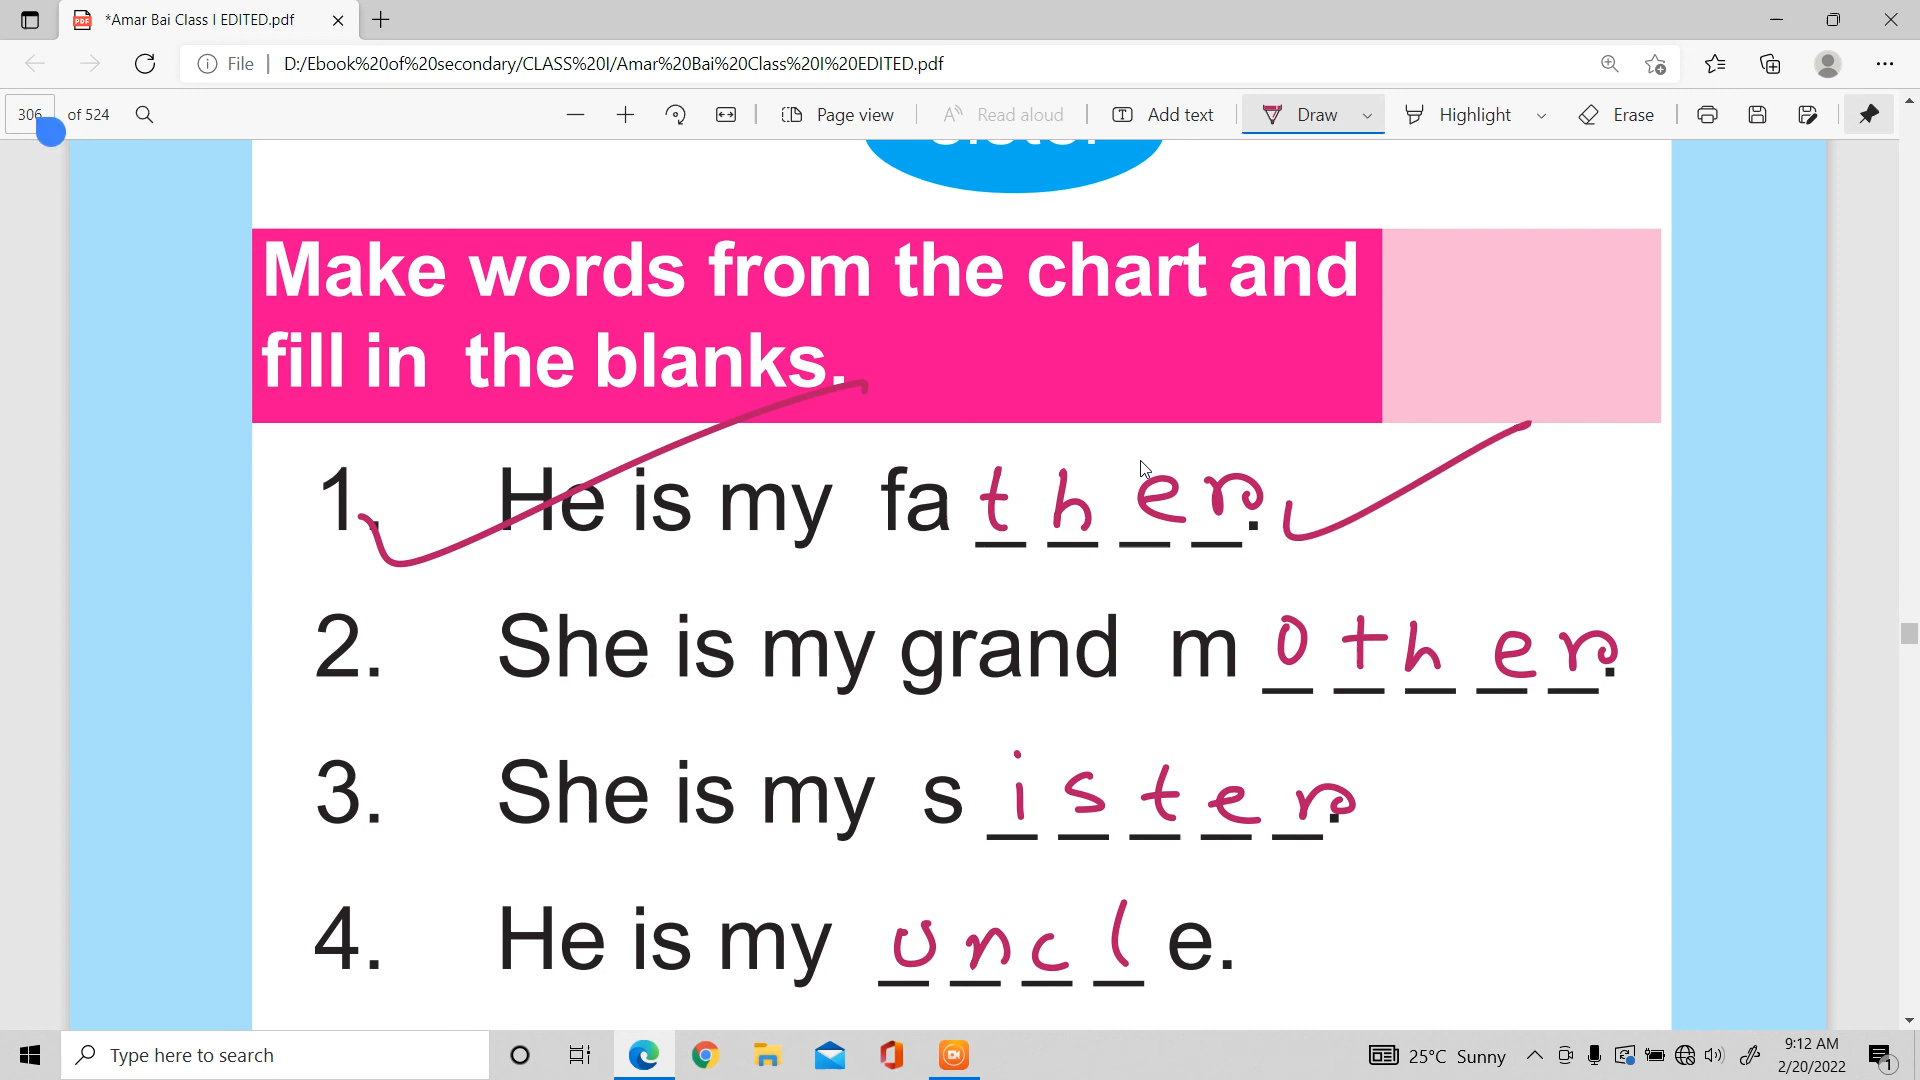 *Amar Bai Class I EDITED.pdf
File D:/Ebook%20of%20secondary/CLASS%20I/Amar%20Bai%20Class%20I%20EDITED.pdf
306 of 524 Page view Read aloud Add text Draw Highlight Erase
sister
Make words from the chart and
fill in the blanks.
1. He is my father.
2. She is my grand mother.
3. She is my sister.
4. He is my uncle.
Type here to search 25°C Sunny 9:12 AM
2/20/2022 1